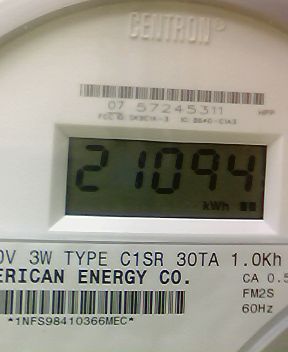 CENTRON®
07 57245311
HPP
21094
kWh
0V 3W TYPE C1SR 30TA 1.0Kh
ERICAN ENERGY CO.
CA 0.5
FM2S
60Hz
*1NFS98410366MEC*